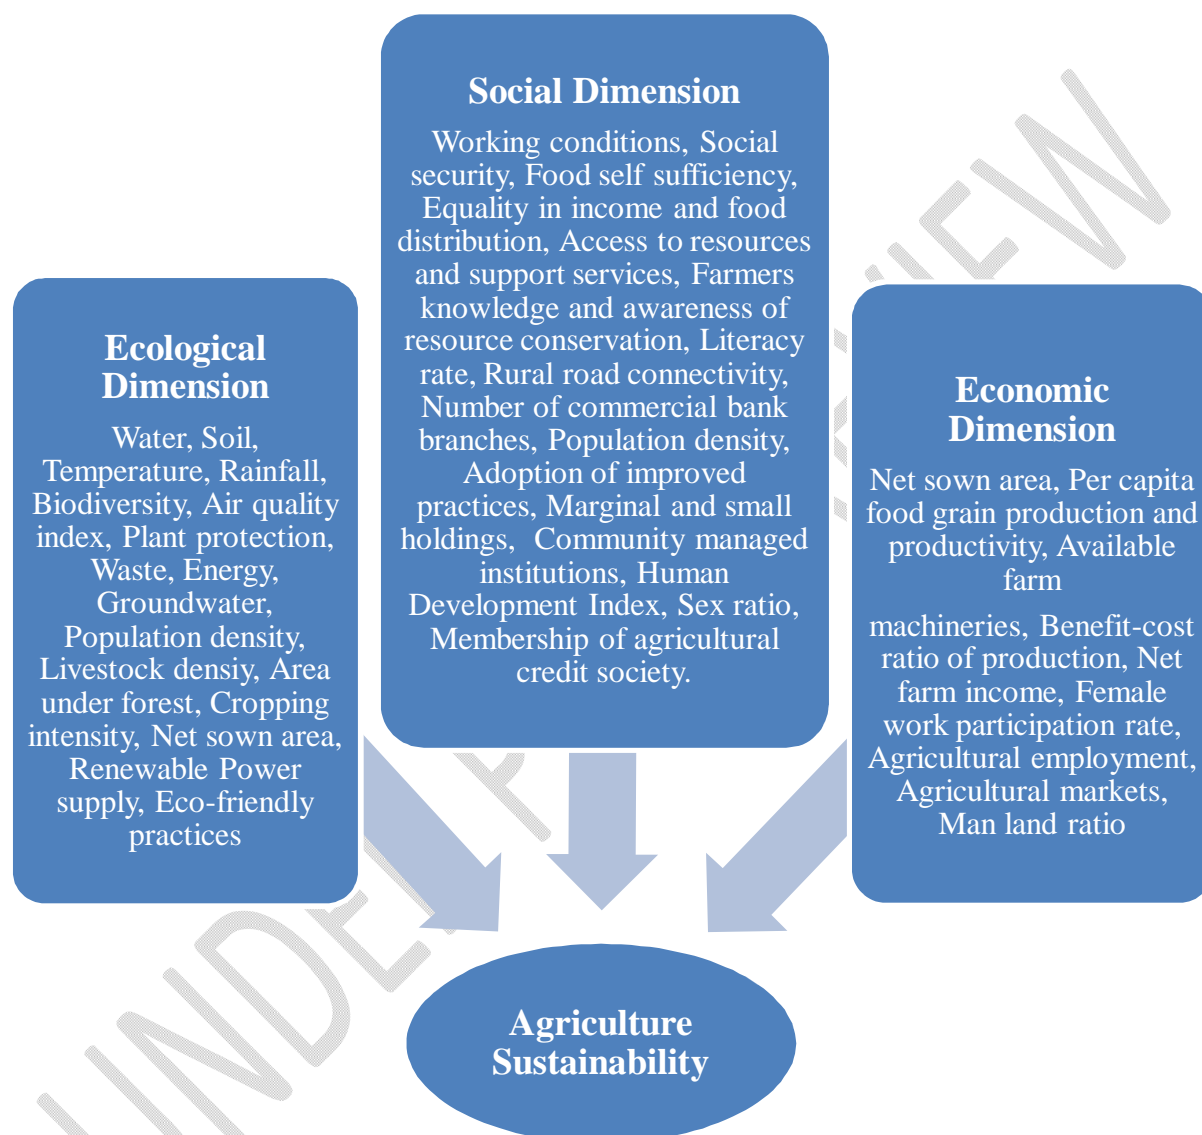 Social Dimension
Working conditions, Social
security, Food self sufficiency,
Equality in income and food
distribution, Access to resources
and support services, Farmers
knowledge and awareness of
resource conservation, Literacy
rate, Rural road connectivity,
Number of commercial bank
branches, Population density,
Adoption of improved
practices, Marginal and small
holdings, Community managed
institutions, Human
Development Index, Sex ratio,
Membership of agricultural
credit society.
Ecological
Dimension
Water, Soil,
Temperature, Rainfall,
Biodiversity, Air quality
index, Plant protection,
Waste, Energy,
Groundwater,
Population density,
Livestock densiy, Area
under forest, Cropping
intensity, Net sown area,
Renewable Power
supply, Eco-friendly
practices
Economic
Dimension
Net sown area, Per capita
food grain production and
productivity, Available
farm
machineries, Benefit-cost
ratio of production, Net
farm income, Female
work participation rate,
Agricultural employment,
Agricultural markets,
Man land ratio
Agriculture
Sustainability